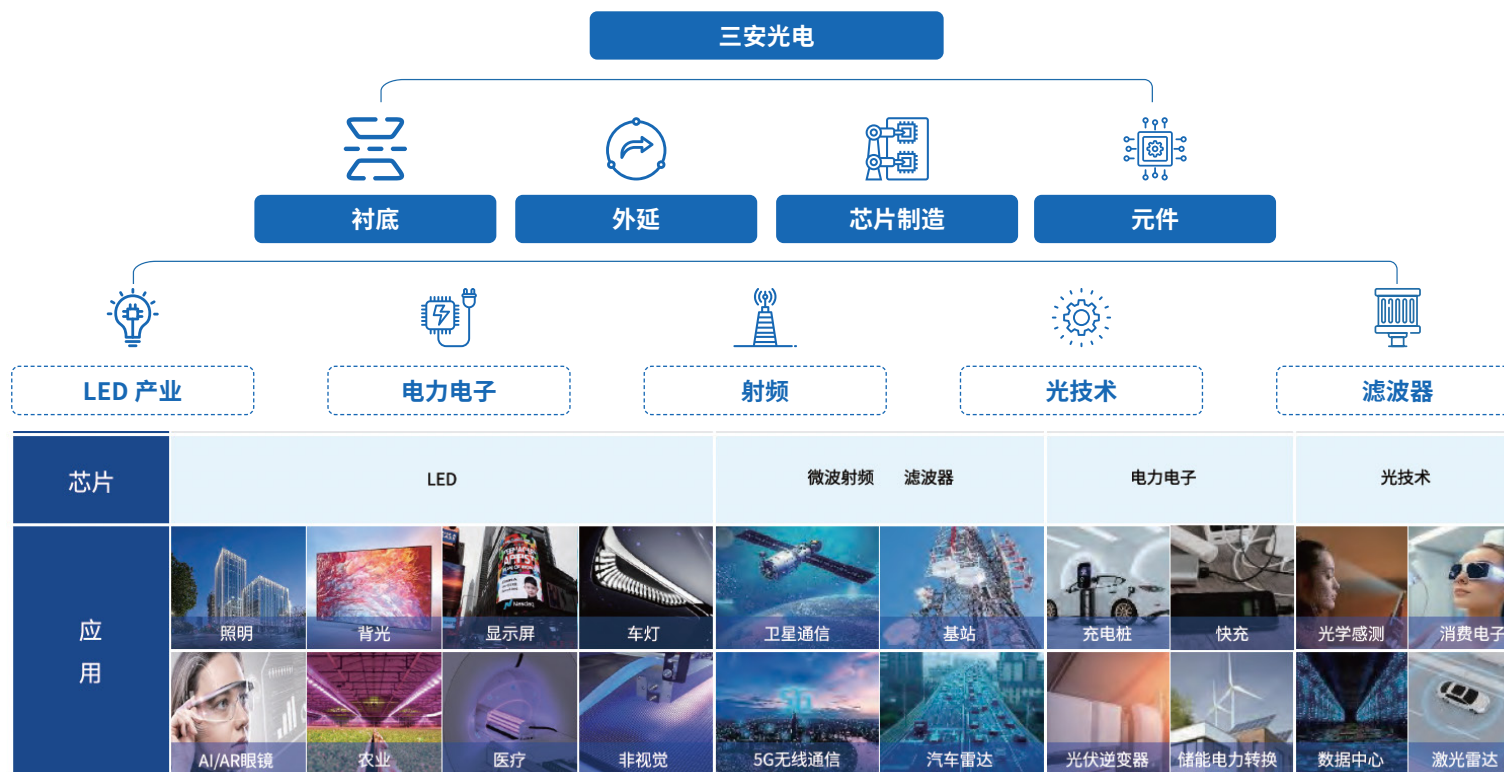 三安光电
衬底
外延
芯片制造
元件
LED 产业
电力电子
射频
光技术
滤波器
芯片
LED
微波射频 滤波器
电力电子
光技术
应
用
照明
背光
显示屏
车灯
卫星通信
基站
充电桩
快充
光学感测
消费电子
AI/AR眼镜
农业
医疗
非视觉
5G
5G无线通信
汽车雷达
光伏逆变器
储能电力转换
数据中心
激光雷达